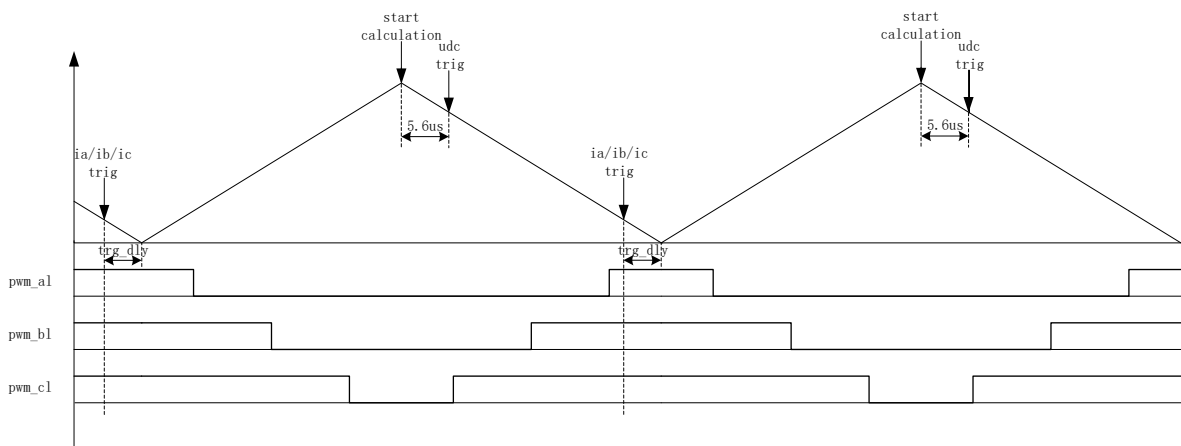 start
calculation
udc
trig
5.6us
ia/ib/ic
trig
trg_dly
start
calculation
udc
trig
5.6us
ia/ib/ic
trig
trg_dly
pwm_al
pwm_bl
pwm_cl